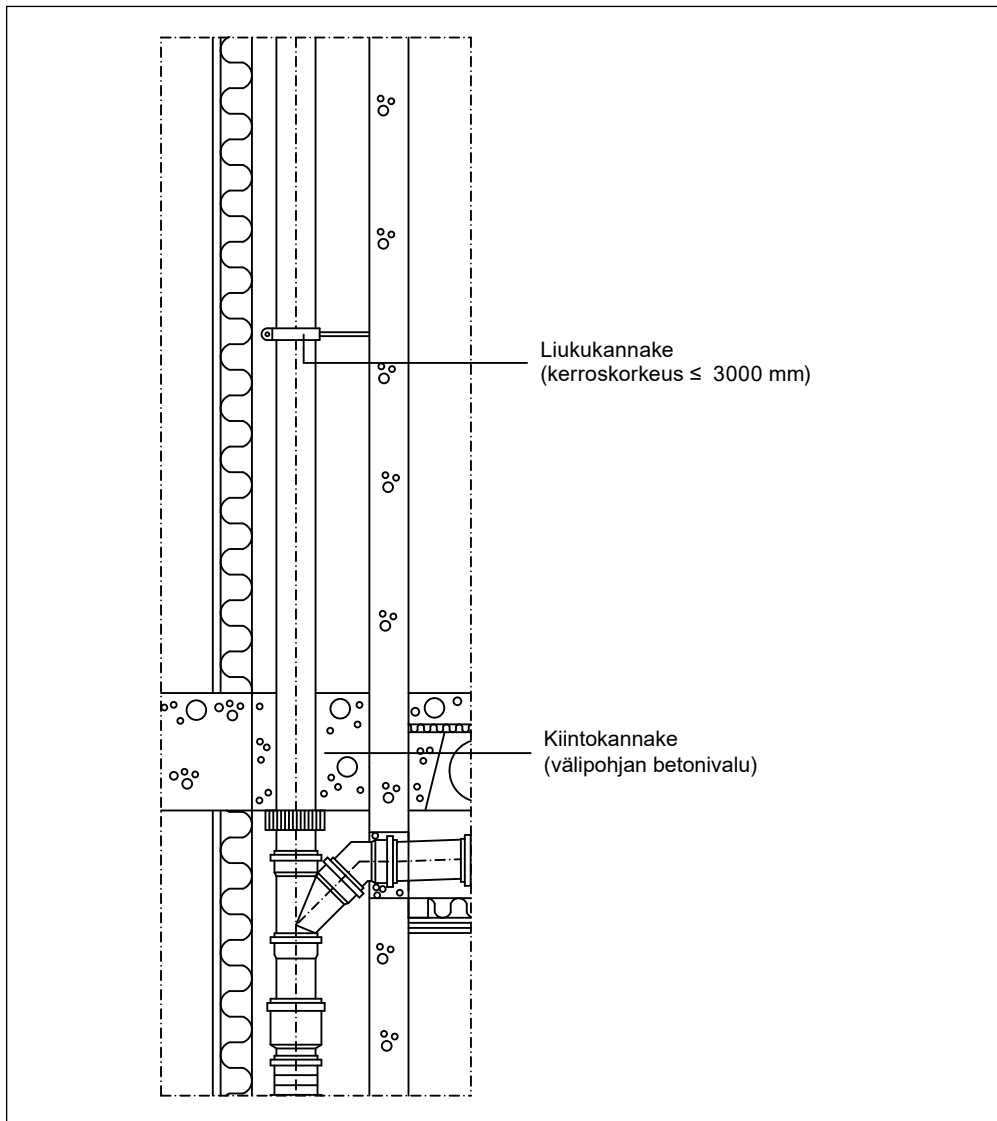 Liukukannake
(kerroskorkeus ≤ 3000 mm)
Kiintokannake
(välipohjan betonivalu)